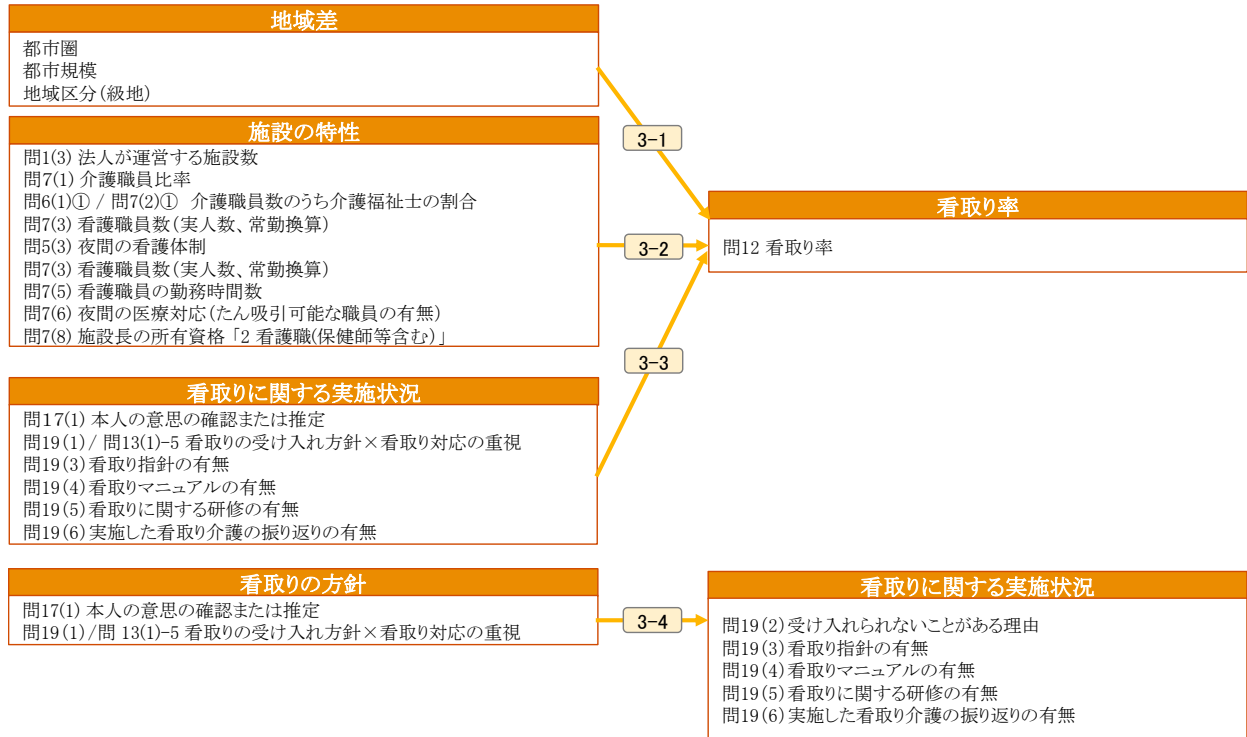 地域差
都市圏
都市規模
地域区分(級地)
施設の特性
問1(3) 法人が運営する施設数
問7(1) 介護職員比率
問6(1)① / 問7(2)① 介護職員数のうち介護福祉士の割合
問7(3) 看護職員数(実人数、常勤換算)
問5(3) 夜間の看護体制
問7(3) 看護職員数(実人数、常勤換算)
問7(5) 看護職員の勤務時間数
問7(6) 夜間の医療対応(たん吸引可能な職員の有無)
問7(8) 施設長の所有資格「2 看護職(保健師等含む)」
看取りに関する実施状況
問17(1) 本人の意思の確認または推定
問19(1) / 問13(1)-5 看取りの受け入れ方針×看取り対応の重視
問19(3)看取り指針の有無
問19(4)看取りマニュアルの有無
問19(5)看取りに関する研修の有無
問19(6)実施した看取り介護の振り返りの有無
3-1
3-2
3-3
看取り率
問12 看取り率
看取りの方針
問17(1) 本人の意思の確認または推定
問19(1)/問 13(1)-5 看取りの受け入れ方針×看取り対応の重視
3-4
看取りに関する実施状況
問19(2)受け入れられないことがある理由
問19(3)看取り指針の有無
問19(4)看取りマニュアルの有無
問19(5)看取りに関する研修の有無
問19(6)実施した看取り介護の振り返りの有無